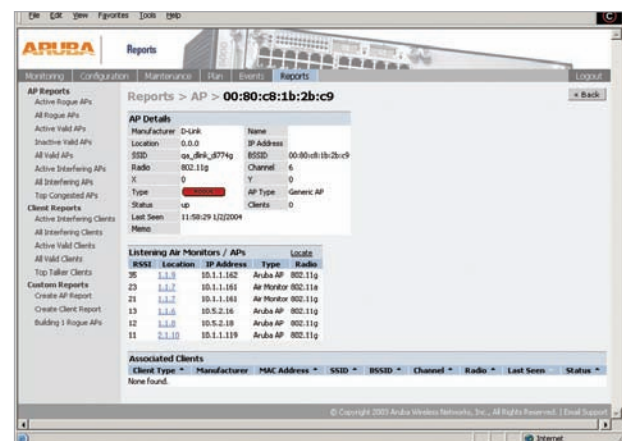 File Edit View Favorites Tools Help
ARUBA
Reports
Monitoring Configuration Maintenance Plan Events Reports Logout
AP Reports
Active Rogue APs
All Rogue APs
Active Valid APs
Inactive Valid APs
All Valid APs
Active Interfering APs
All Interfering APs
Top Congested APs
Client Reports
Active Interfering Clients
All Interfering Clients
Active Valid Clients
All Valid Clients
Top Talker Clients
Custom Reports
Create AP Report
Create Client Report
Building 1 Rogue APs
Reports > AP > 00:80:c8:1b:2b:c9
« Back
AP Details
Manufacturer D-Link Name
Location 0.0.0 IP Address
SSID qa_dlink_di774g BSSID 00:80:c8:1b:2b:c9
Radio 802.11g Channel 6
X 0 Y 0
Type AP Type Generic AP
Status up Clients 0
Last Seen 11:58:29 1/2/2004
Memo
Listening Air Monitors / APs Locate
RSSI Location IP Address Type Radio
35 1.1.9 10.1.1.162 Aruba AP 802.11g
23 1.1.7 10.1.1.161 Air Monitor 802.11a
21 1.1.7 10.1.1.161 Air Monitor 802.11g
13 1.1.6 10.5.2.16 Aruba AP 802.11g
12 1.1.8 10.5.2.18 Aruba AP 802.11g
11 2.1.10 10.1.1.119 Aruba AP 802.11g
Associated Clients
Client Type Manufacturer MAC Address SSID BSSID Channel Radio Last Seen Status
None found.
© Copyright 2003 Aruba Wireless Networks, Inc., All Rights Reserved. | Email Support
Internet